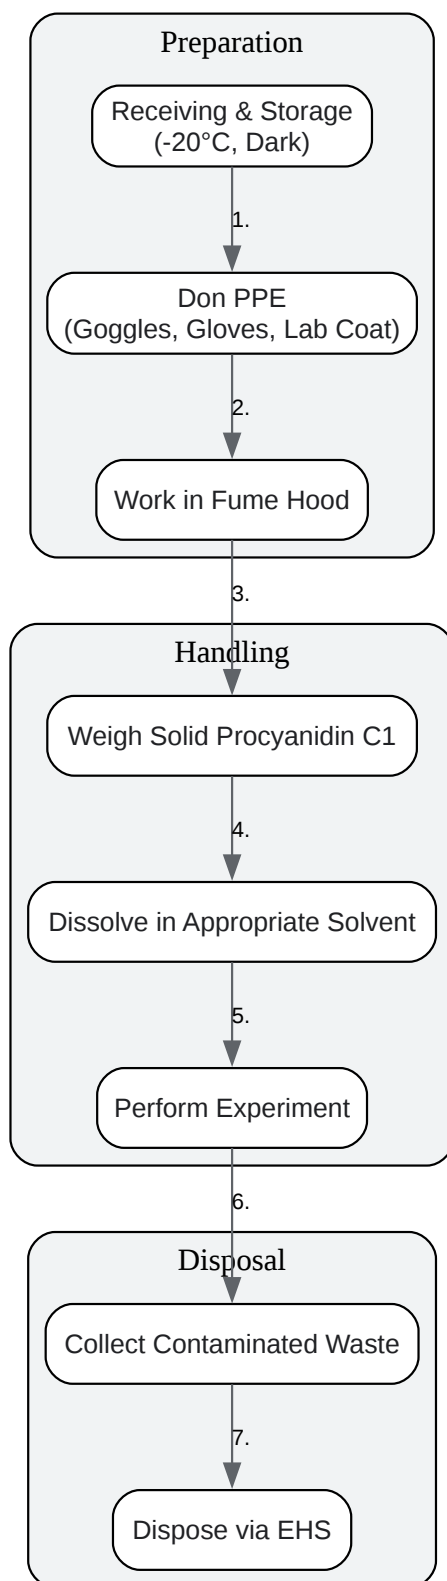 Preparation
Receiving & Storage
(-20°C, Dark)
1.
Don PPE
(Goggles, Gloves, Lab Coat)
2.
Work in Fume Hood
3.
Handling
Weigh Solid Procyanidin C1
4.
Dissolve in Appropriate Solvent
5.
Perform Experiment
6.
Disposal
Collect Contaminated Waste
7.
Dispose via EHS